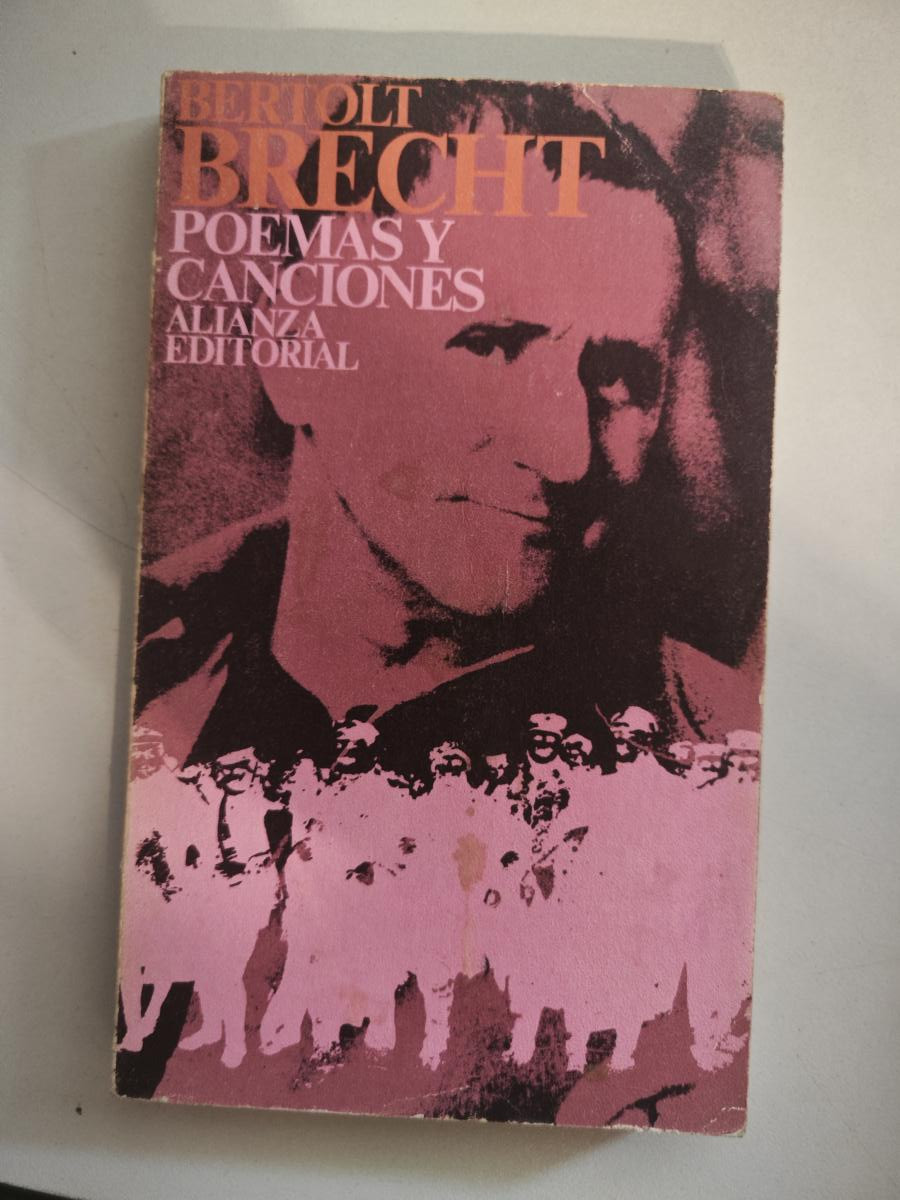 BERTOLT
BRECHT
POEMAS Y
CANCIONES
ALIANZA
EDITORIAL